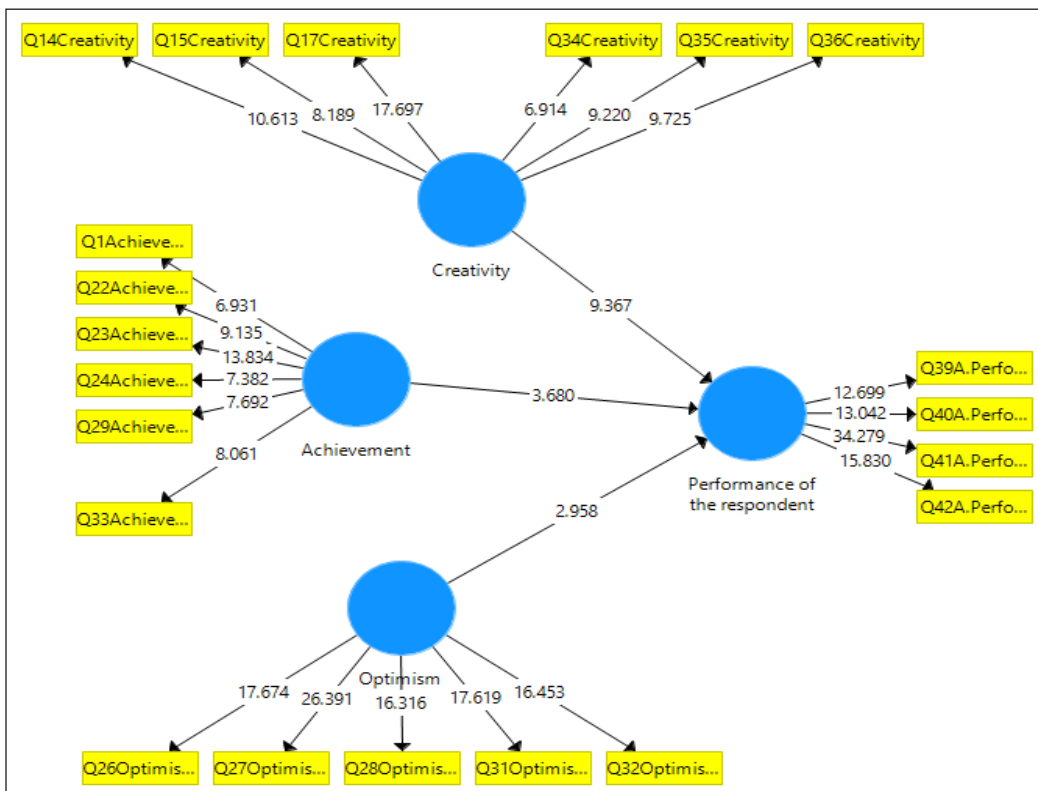 Q14Creativity Q15Creativity Q17Creativity Q34Creativity Q35Creativity Q36Creativity
10.613 8.189 17.697 6.914 9.220 9.725
Creativity
Q1Achieve...
Q22Achieve...
Q23Achieve...
Q24Achieve...
Q29Achieve...
Q33Achieve...
6.931
9.135
13.834
7.382
7.692
8.061
Achievement
9.367
3.680
2.958
Performance of
the respondent
12.699
13.042
34.279
15.830
Q39A.Perfo...
Q40A.Perfo...
Q41A.Perfo...
Q42A.Perfo...
Optimism
17.674 26.391 16.316 17.619 16.453
Q26Optimis... Q27Optimis... Q28Optimis... Q31Optimis... Q32Optimis...